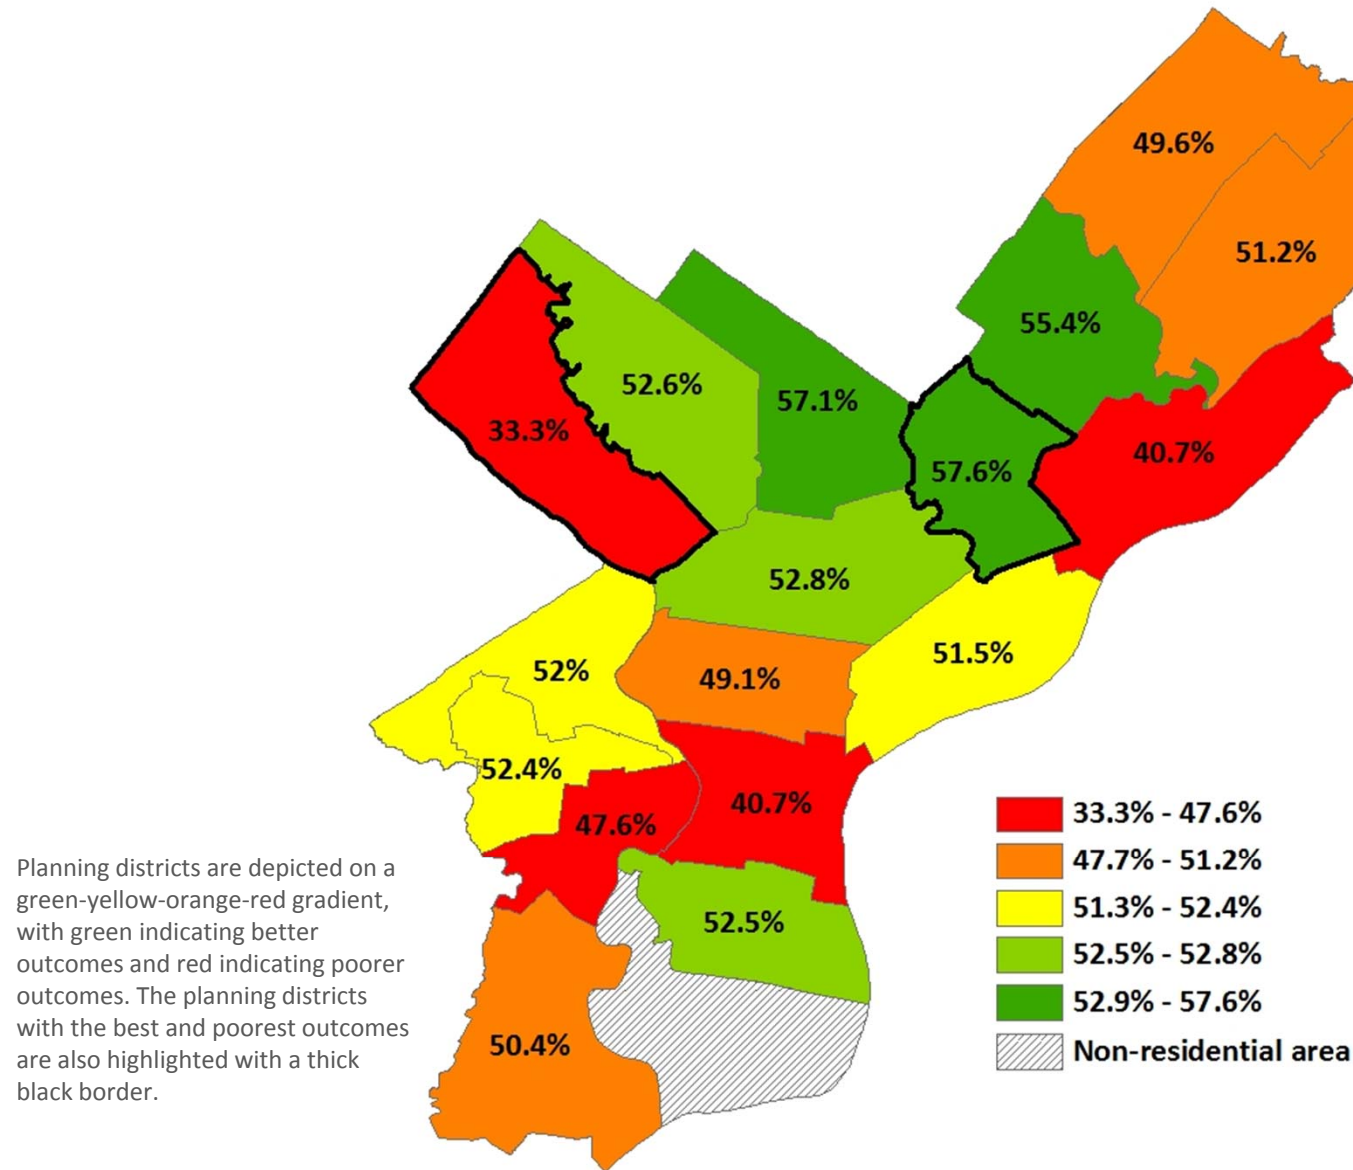 49.6%
51.2%
55.4%
52.6%
57.1%
33.3%
40.7%
57.6%
52.8%
51.5%
52%
49.1%
52.4%
40.7%
47.6%
52.5%
50.4%
33.3% - 47.6%
47.7% - 51.2%
51.3% - 52.4%
52.5% - 52.8%
52.9% - 57.6%
Non-residential area
Planning districts are depicted on a
green-yellow-orange-red gradient,
with green indicating better
outcomes and red indicating poorer
outcomes. The planning districts
with the best and poorest outcomes
are also highlighted with a thick
black border.